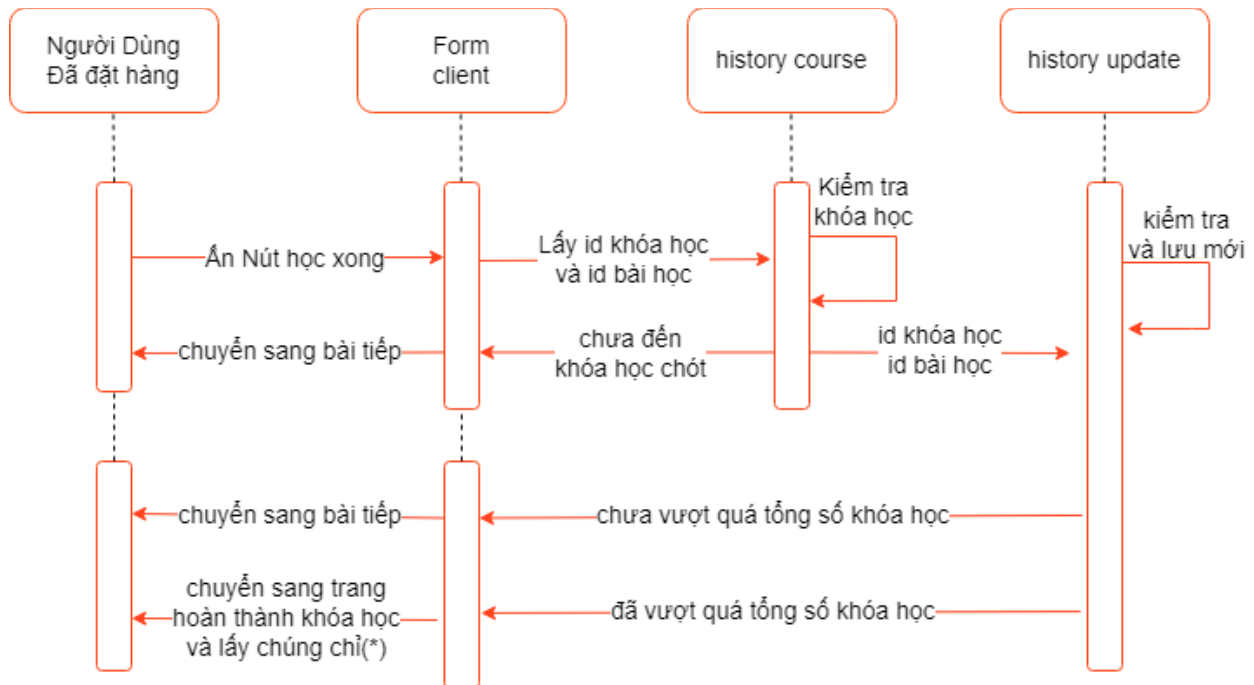 Người Dùng
Đã đặt hàng
Form
client
history course
history update
Kiểm tra
khóa học
kiểm tra
và lưu mới
Ấn Nút học xong
Lấy id khóa học
và id bài học
chuyển sang bài tiếp
chưa đến
khóa học chót
id khóa học
id bài học
chuyển sang bài tiếp
chưa vượt quá tổng số khóa học
chuyển sang trang
hoàn thành khóa học
và lấy chúng chỉ(*)
đã vượt quá tổng số khóa học